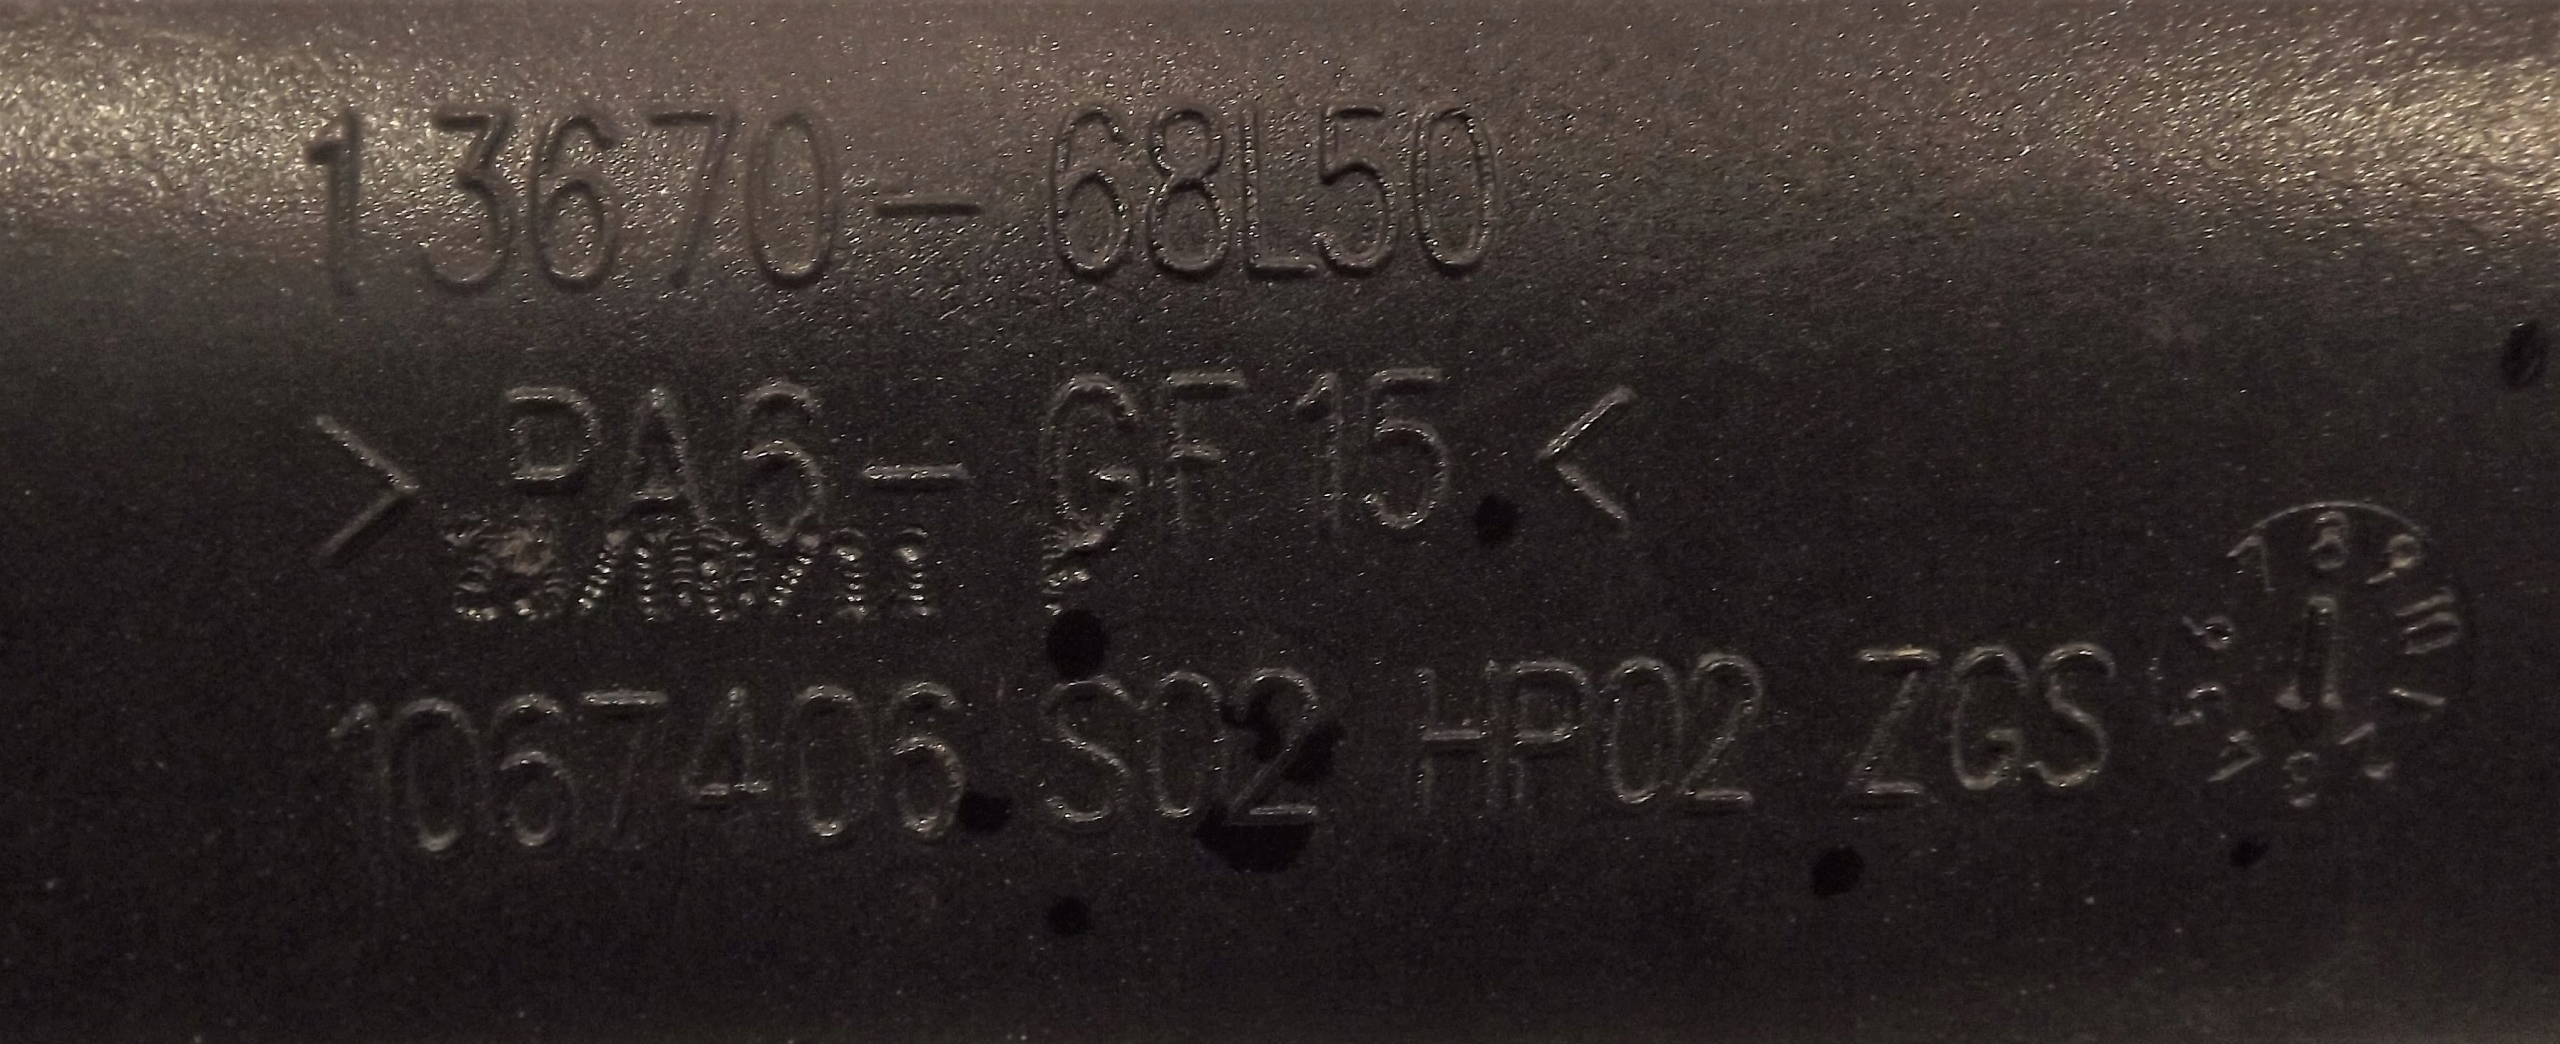 13670-68L50
> PA6-GF15 <
1067406 S02 HP02 ZGS